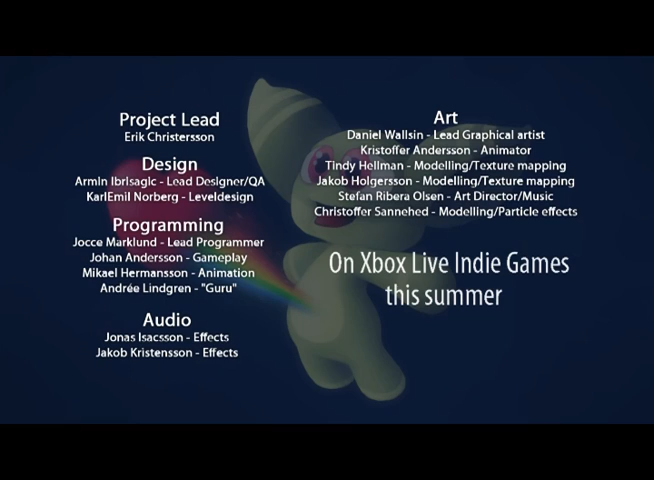 Project Lead
Erik Christersson
Design
Armin Ibrisagic - Lead Designer/QA
KarlEmil Norberg - Leveldesign
Programming
Jocce Marklund - Lead Programmer
Johan Andersson - Gameplay
Mikael Hermansson - Animation
Andrée Lindgren - "Guru"
Audio
Jonas Isacsson - Effects
Jakob Kristensson - Effects
Art
Daniel Wallsin - Lead Graphical artist
Kristoffer Andersson - Animator
Tindy Hellman - Modelling/Texture mapping
Jakob Holgersson - Modelling/Texture mapping
Stefan Ribera Olsen - Art Director/Music
Christoffer Sannehed - Modelling/Particle effects
On Xbox Live Indie Games
this summer